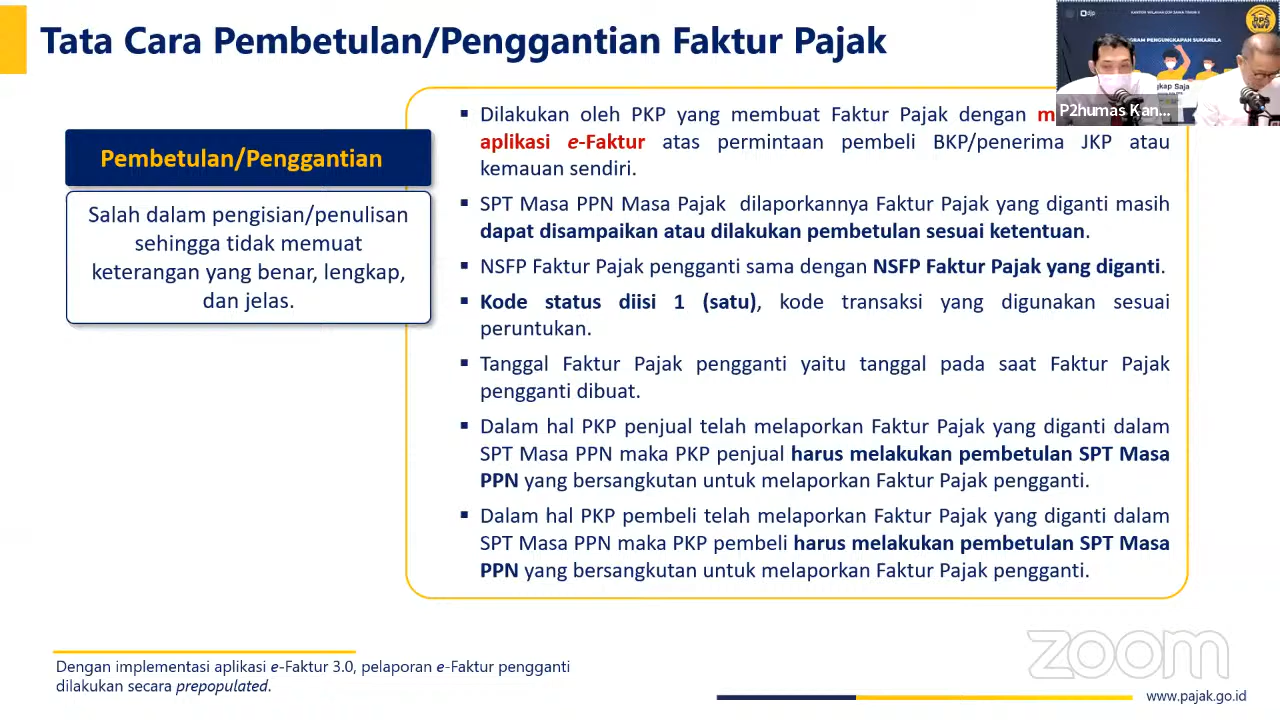 Tata Cara Pembetulan/Penggantian Faktur Pajak
Pembetulan/Penggantian
Salah dalam pengisian/penulisan
sehingga tidak memuat
keterangan yang benar, lengkap,
dan jelas.
▪ Dilakukan oleh PKP yang membuat Faktur Pajak dengan
aplikasi e-Faktur atas permintaan pembeli BKP/penerima JKP atau
kemauan sendiri.
▪ SPT Masa PPN Masa Pajak dilaporkannya Faktur Pajak yang diganti masih
dapat disampaikan atau dilakukan pembetulan sesuai ketentuan.
▪ NSFP Faktur Pajak pengganti sama dengan NSFP Faktur Pajak yang diganti.
▪ Kode status diisi 1 (satu), kode transaksi yang digunakan sesuai
peruntukan.
▪ Tanggal Faktur Pajak pengganti yaitu tanggal pada saat Faktur Pajak
pengganti dibuat.
▪ Dalam hal PKP penjual telah melaporkan Faktur Pajak yang diganti dalam
SPT Masa PPN maka PKP penjual harus melakukan pembetulan SPT Masa
PPN yang bersangkutan untuk melaporkan Faktur Pajak pengganti.
▪ Dalam hal PKP pembeli telah melaporkan Faktur Pajak yang diganti dalam
SPT Masa PPN maka PKP pembeli harus melakukan pembetulan SPT Masa
PPN yang bersangkutan untuk melaporkan Faktur Pajak pengganti.
Dengan implementasi aplikasi e-Faktur 3.0, pelaporan e-Faktur pengganti
dilakukan secara prepopulated.
www.pajak.go.id
zoom
djp
PROGRAM PENGUNGKAPAN SUKARELA
PPS
Saja
P2humas Kan...